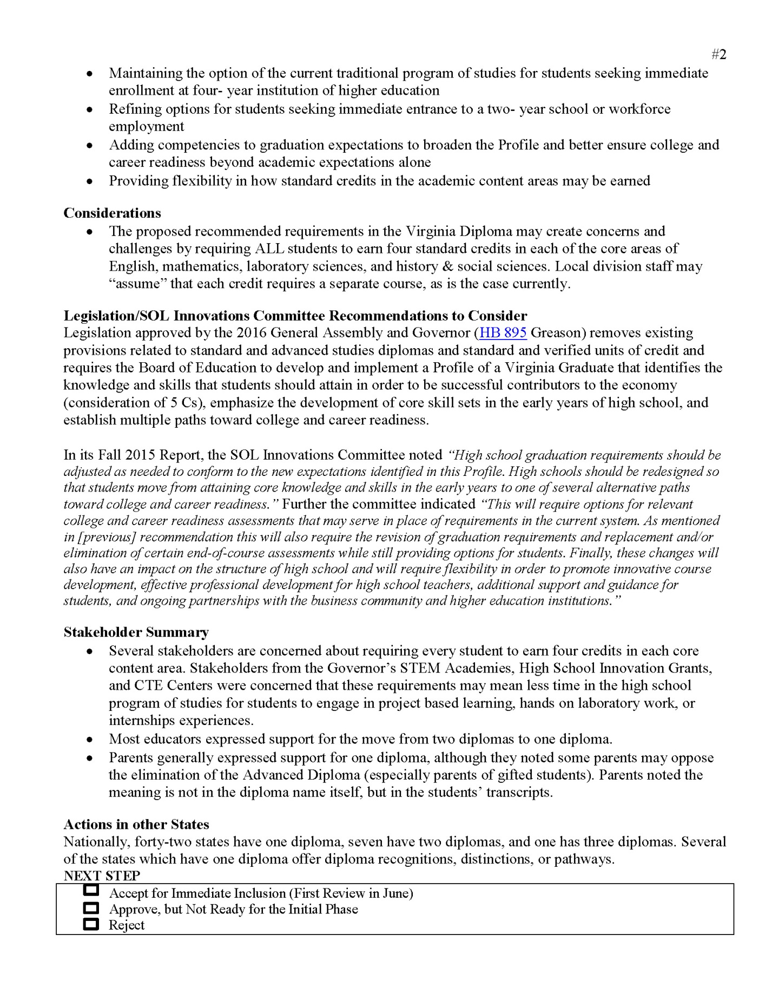 #2
• Maintaining the option of the current traditional program of studies for students seeking immediate
enrollment at four- year institution of higher education
• Refining options for students seeking immediate entrance to a two- year school or workforce
employment
• Adding competencies to graduation expectations to broaden the Profile and better ensure college and
career readiness beyond academic expectations alone
• Providing flexibility in how standard credits in the academic content areas may be earned
Considerations
• The proposed recommended requirements in the Virginia Diploma may create concerns and
challenges by requiring ALL students to earn four standard credits in each of the core areas of
English, mathematics, laboratory sciences, and history & social sciences. Local division staff may
“assume” that each credit requires a separate course, as is the case currently.
Legislation/SOL Innovations Committee Recommendations to Consider
Legislation approved by the 2016 General Assembly and Governor (HB 895 Greason) removes existing
provisions related to standard and advanced studies diplomas and standard and verified units of credit and
requires the Board of Education to develop and implement a Profile of a Virginia Graduate that identifies the
knowledge and skills that students should attain in order to be successful contributors to the economy
(consideration of 5 Cs), emphasize the development of core skill sets in the early years of high school, and
establish multiple paths toward college and career readiness.
In its Fall 2015 Report, the SOL Innovations Committee noted “High school graduation requirements should be
adjusted as needed to conform to the new expectations identified in this Profile. High schools should be redesigned so
that students move from attaining core knowledge and skills in the early years to one of several alternative paths
toward college and career readiness.” Further the committee indicated “This will require options for relevant
college and career readiness assessments that may serve in place of requirements in the current system. As mentioned
in [previous] recommendation this will also require the revision of graduation requirements and replacement and/or
elimination of certain end-of-course assessments while still providing options for students. Finally, these changes will
also have an impact on the structure of high school and will require flexibility in order to promote innovative course
development, effective professional development for high school teachers, additional support and guidance for
students, and ongoing partnerships with the business community and higher education institutions.”
Stakeholder Summary
• Several stakeholders are concerned about requiring every student to earn four credits in each core
content area. Stakeholders from the Governor’s STEM Academies, High School Innovation Grants,
and CTE Centers were concerned that these requirements may mean less time in the high school
program of studies for students to engage in project based learning, hands on laboratory work, or
internships experiences.
• Most educators expressed support for the move from two diplomas to one diploma.
• Parents generally expressed support for one diploma, although they noted some parents may oppose
the elimination of the Advanced Diploma (especially parents of gifted students). Parents noted the
meaning is not in the diploma name itself, but in the students’ transcripts.
Actions in other States
Nationally, forty-two states have one diploma, seven have two diplomas, and one has three diplomas. Several
of the states which have one diploma offer diploma recognitions, distinctions, or pathways.
NEXT STEP
Accept for Immediate Inclusion (First Review in June)
Approve, but Not Ready for the Initial Phase
Reject